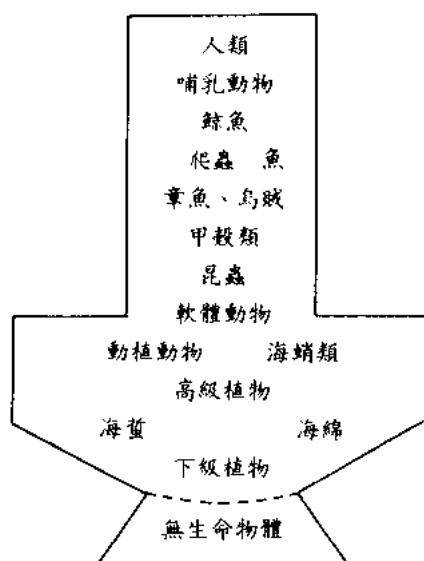 人類
哺乳動物
鯨魚
爬蟲 魚
章魚、烏賊
甲殼類
昆蟲
軟體動物
動植動物 海蛸類
高級植物
海蜇 海綿
下級植物
無生命物體